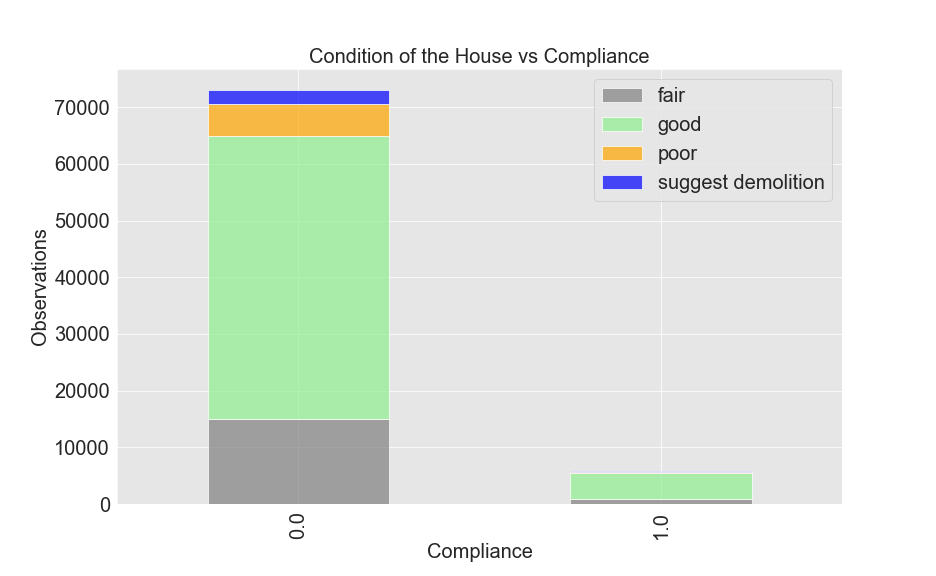 Condition of the House vs Compliance
fair
good
poor
suggest demolition
70000
60000
50000
40000
30000
20000
10000
0
Observations
0.0
1.0
Compliance